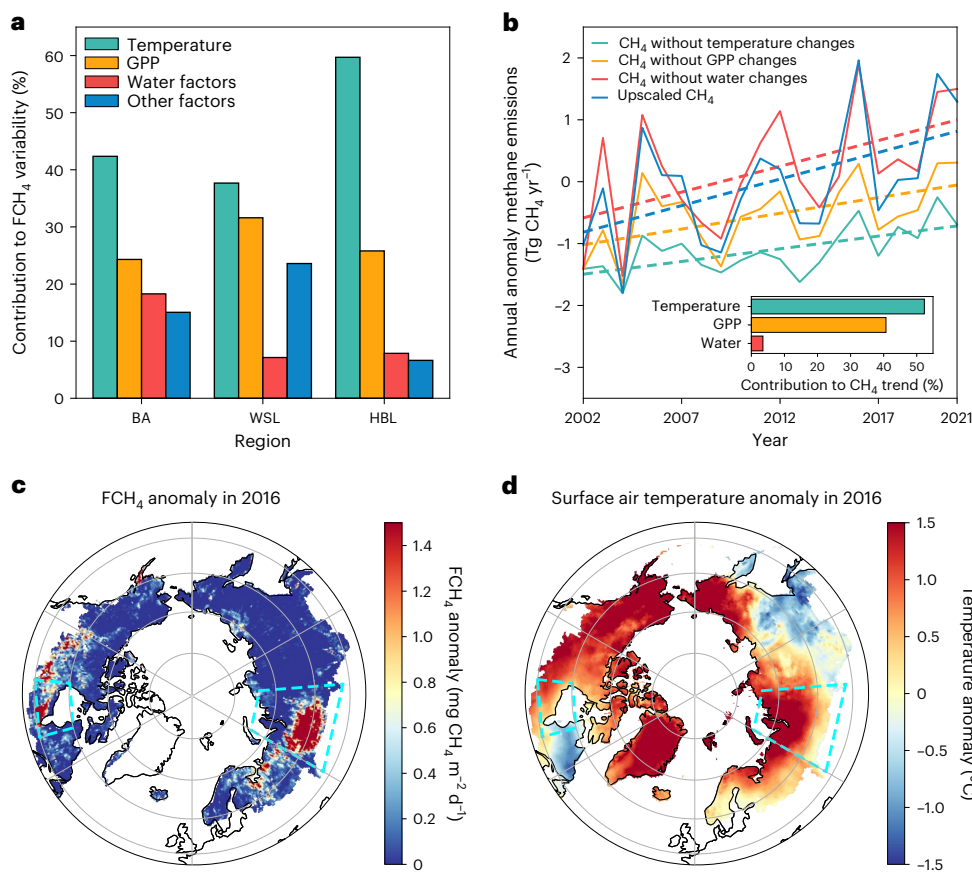 a
Contribution to FCH₄ variability (%)
60
50
40
30
20
10
0
Temperature
GPP
Water factors
Other factors
BA
WSL
HBL
Region
b
Annual anomaly methane emissions
(Tg CH₄ yr⁻¹)
2
1
0
−1
−2
−3
CH₄ without temperature changes
CH₄ without GPP changes
CH₄ without water changes
Upscaled CH₄
Temperature
GPP
Water
0 10 20 30 40 50
Contribution to CH₄ trend (%)
2002 2007 2012 2017 2021
Year
c
FCH₄ anomaly in 2016
1.4
1.2
1.0
0.8
0.6
0.4
0.2
0
FCH₄ anomaly (mg CH₄ m⁻² d⁻¹)
d
Surface air temperature anomaly in 2016
1.5
1.0
0.5
0
−0.5
−1.0
−1.5
Temperature anomaly (°C)